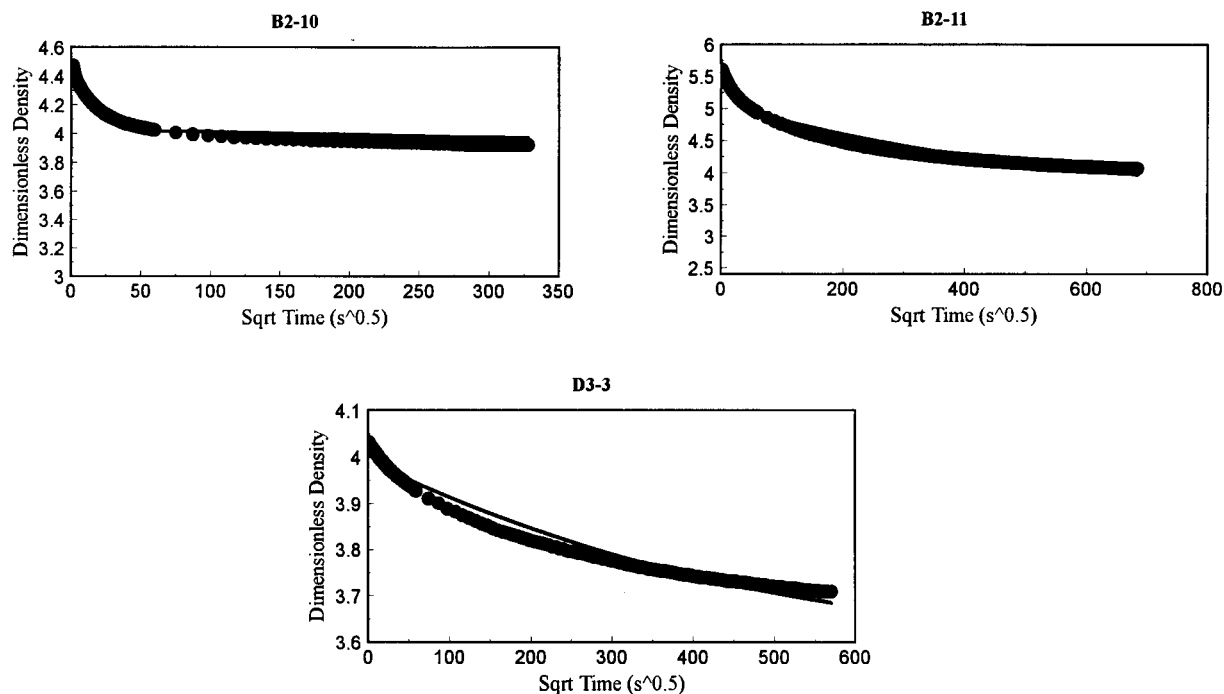 B2-10
Dimensionless Density
4.6
4.4
4.2
4
3.8
3.6
3.4
3.2
3
0 50 100 150 200 250 300 350
Sqrt Time (s^0.5)
B2-11
Dimensionless Density
6
5.5
5
4.5
4
3.5
3
2.5
0 200 400 600 800
Sqrt Time (s^0.5)
D3-3
Dimensionless Density
4.1
4
3.9
3.8
3.7
3.6
0 100 200 300 400 500 600
Sqrt Time (s^0.5)